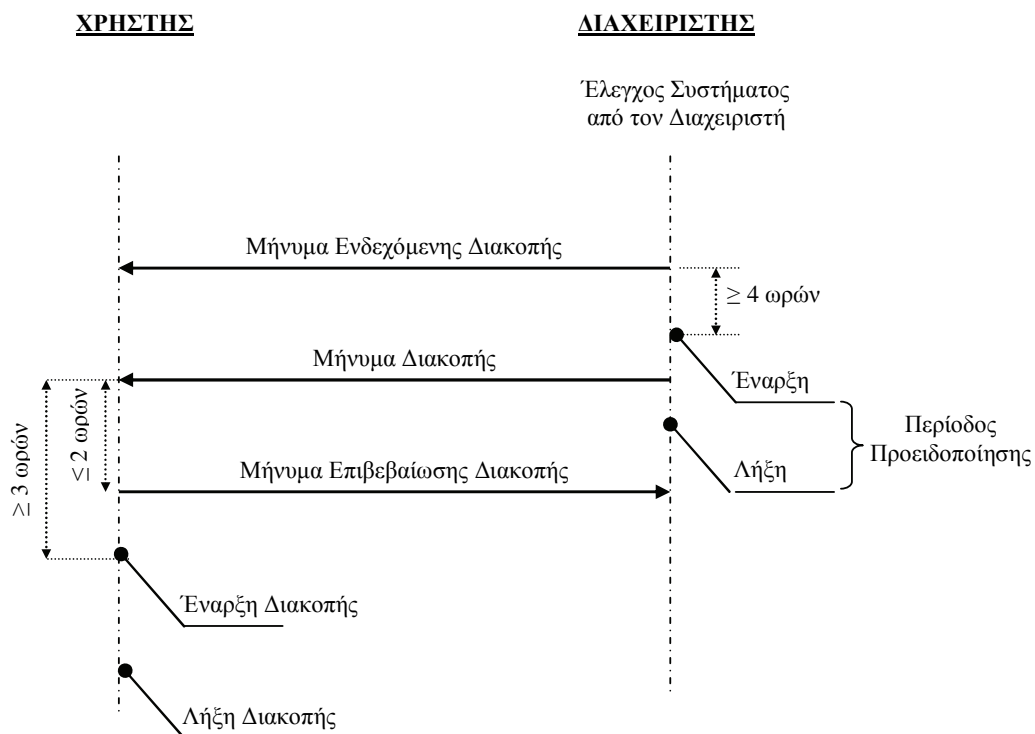 ΧΡΗΣΤΗΣ
ΔΙΑΧΕΙΡΙΣΤΗΣ
Έλεγχος Συστήματος
από τον Διαχειριστή
Μήνυμα Ενδεχόμενης Διακοπής
≥ 4 ωρών
Μήνυμα Διακοπής
Έναρξη
Περίοδος
Προειδοποίησης
≥ 3 ωρών
≤ 2 ωρών
Μήνυμα Επιβεβαίωσης Διακοπής
Λήξη
Έναρξη Διακοπής
Λήξη Διακοπής